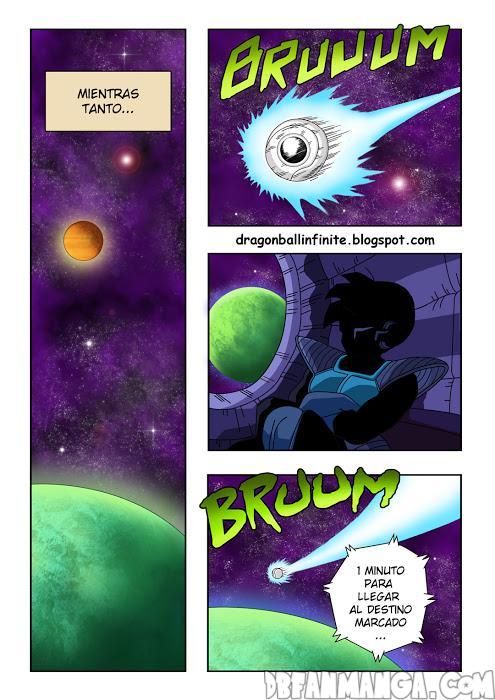 MIENTRAS
TANTO...
BRUUUM
dragonballinfinite.blogspot.com
BRUUM
1 MINUTO
PARA
LLEGAR
AL DESTINO
MARCADO
...
DBFANMANGA.COM